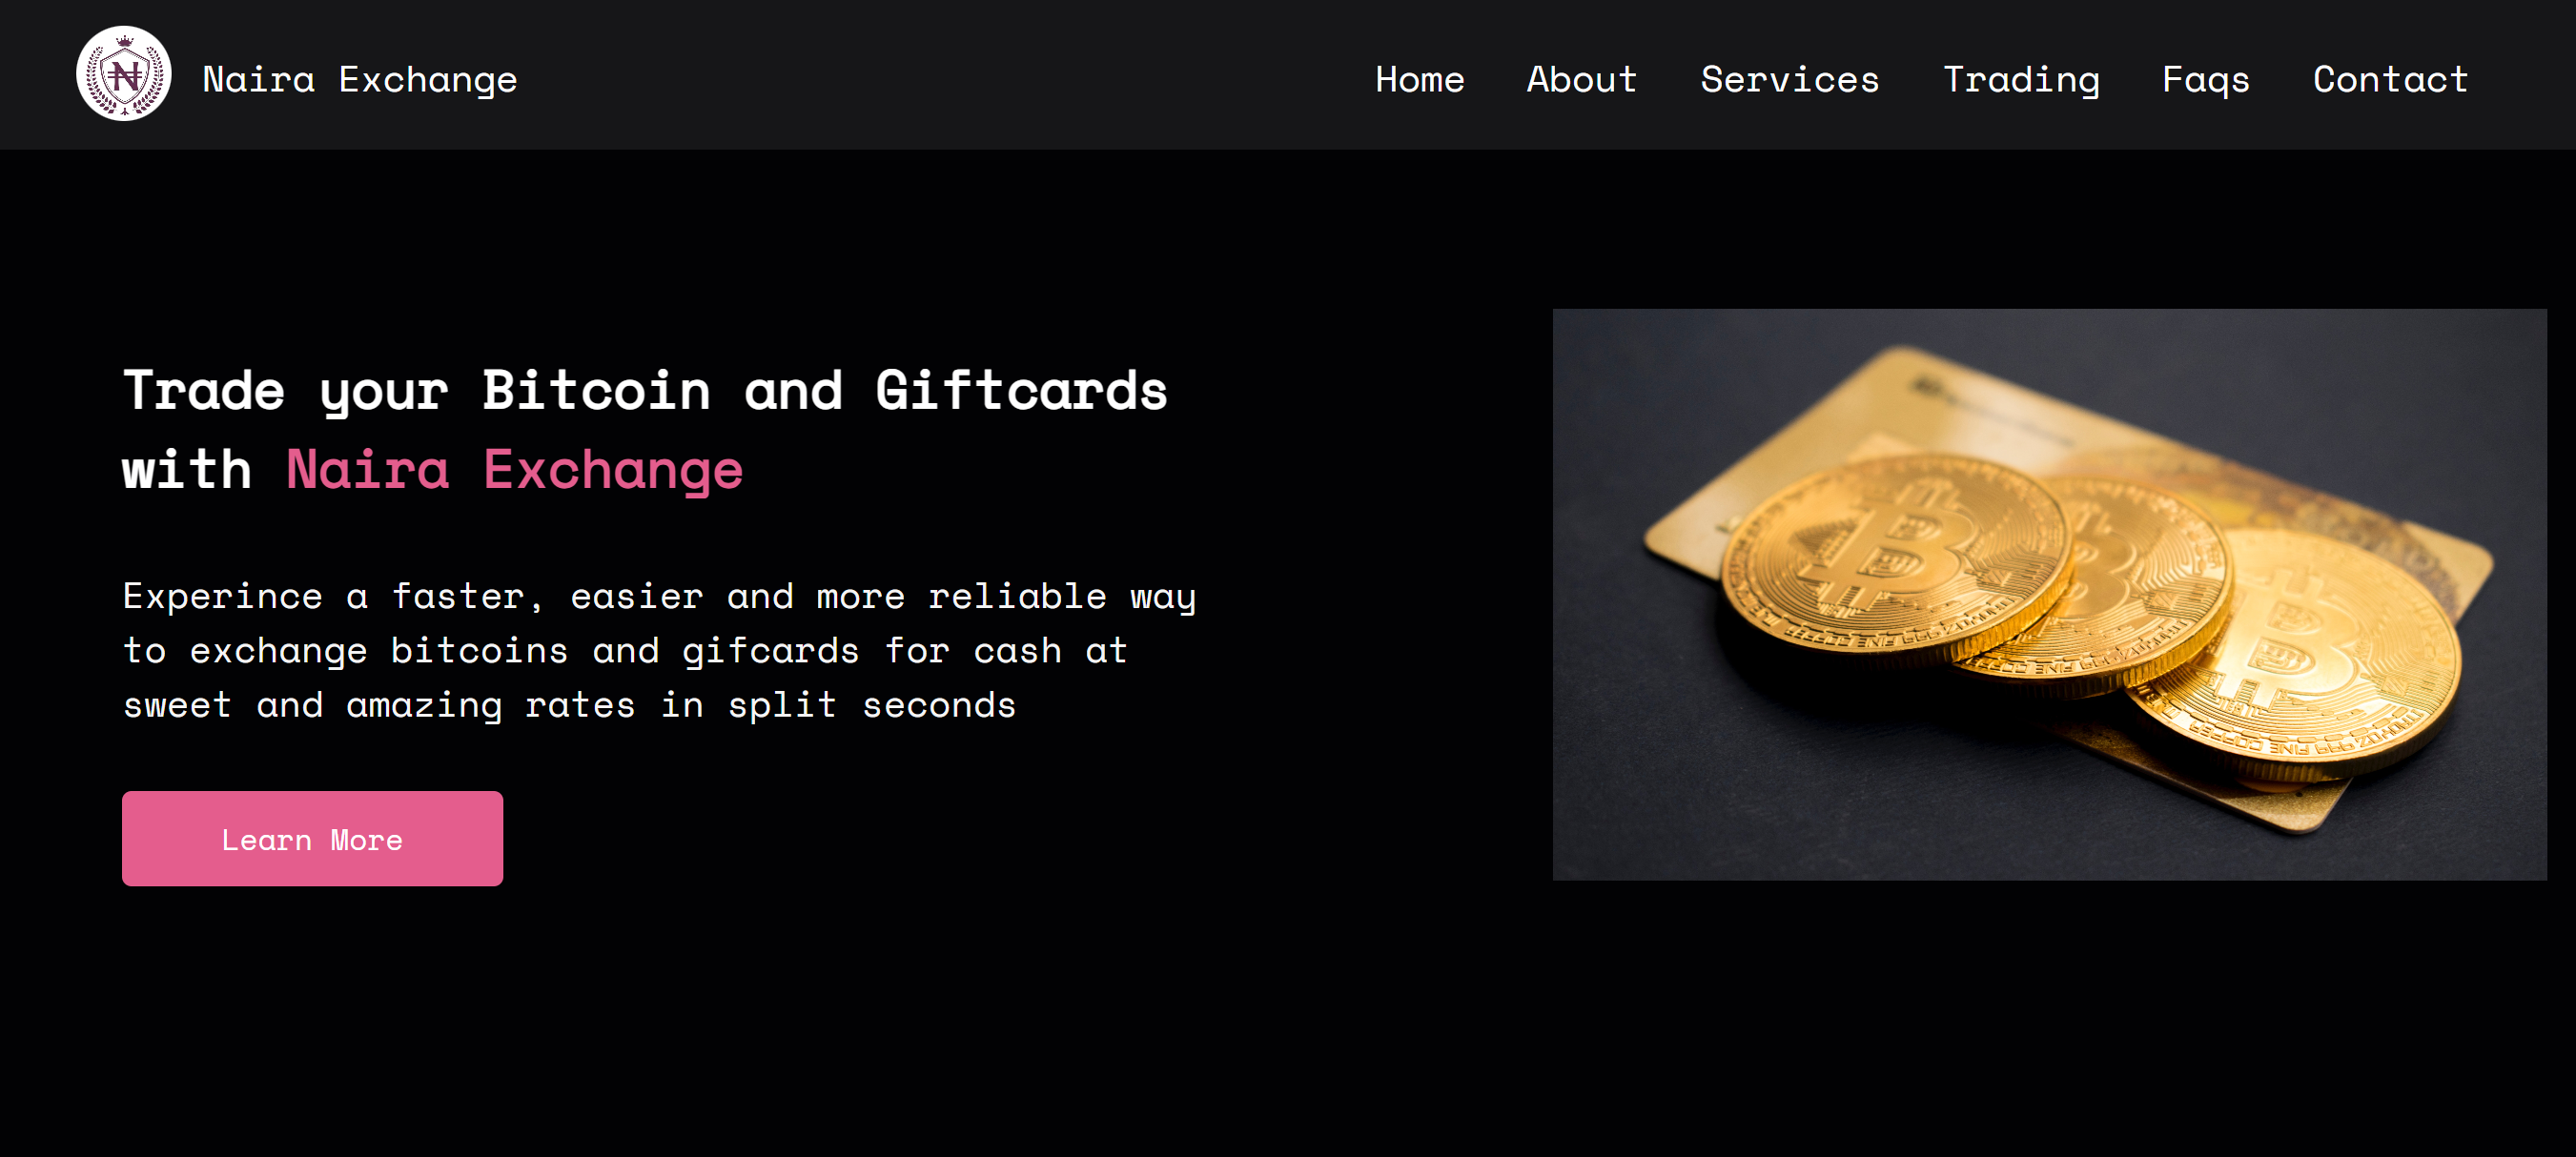 Naira Exchange
Home About Services Trading Faqs Contact
Trade your Bitcoin and Giftcards
with Naira Exchange
Experince a faster, easier and more reliable way
to exchange bitcoins and gifcards for cash at
sweet and amazing rates in split seconds
Learn More